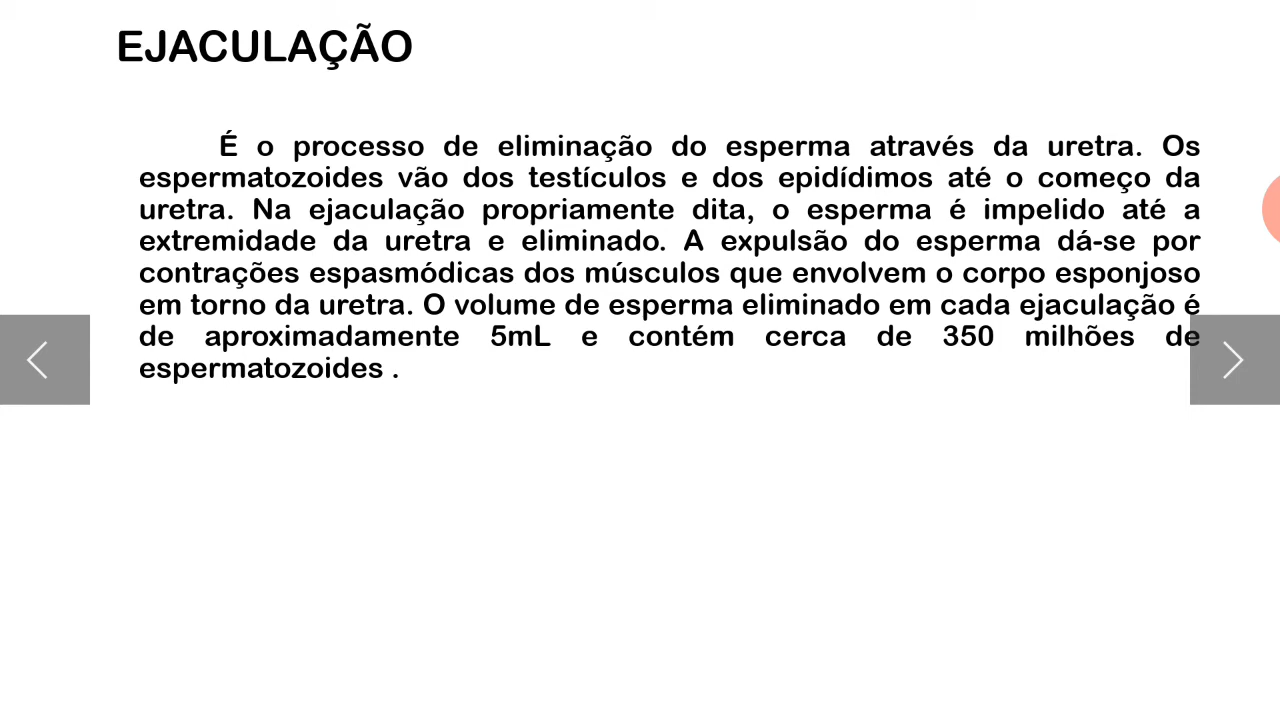 EJACULAÇÃO
É o processo de eliminação do esperma através da uretra. Os
espermatozoides vão dos testículos e dos epidídimos até o começo da
uretra. Na ejaculação propriamente dita, o esperma é impelido até a
extremidade da uretra e eliminado. A expulsão do esperma dá-se por
contrações espasmódicas dos músculos que envolvem o corpo esponjoso
em torno da uretra. O volume de esperma eliminado em cada ejaculação é
de aproximadamente 5mL e contém cerca de 350 milhões de
espermatozoides .